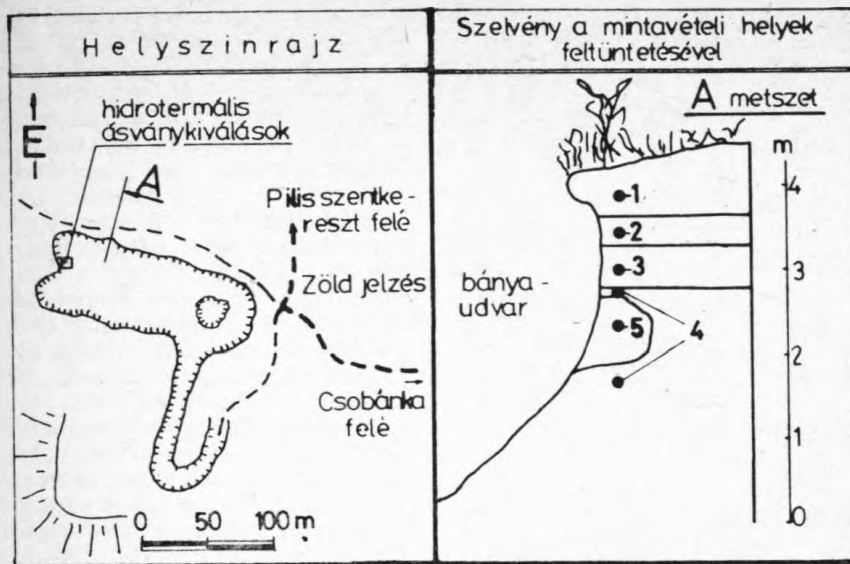 Helyszinrajz
hidrotermális
ásványkiválások
É
A
Pilis szentke-
reszt felé
Zöld jelzés
Csobánka
felé
0 50 100 m
Szelvény a mintavételi helyek
feltüntetésével
A metszet
m
4
3
2
1
0
1
2
3
4
5
bánya
udvar